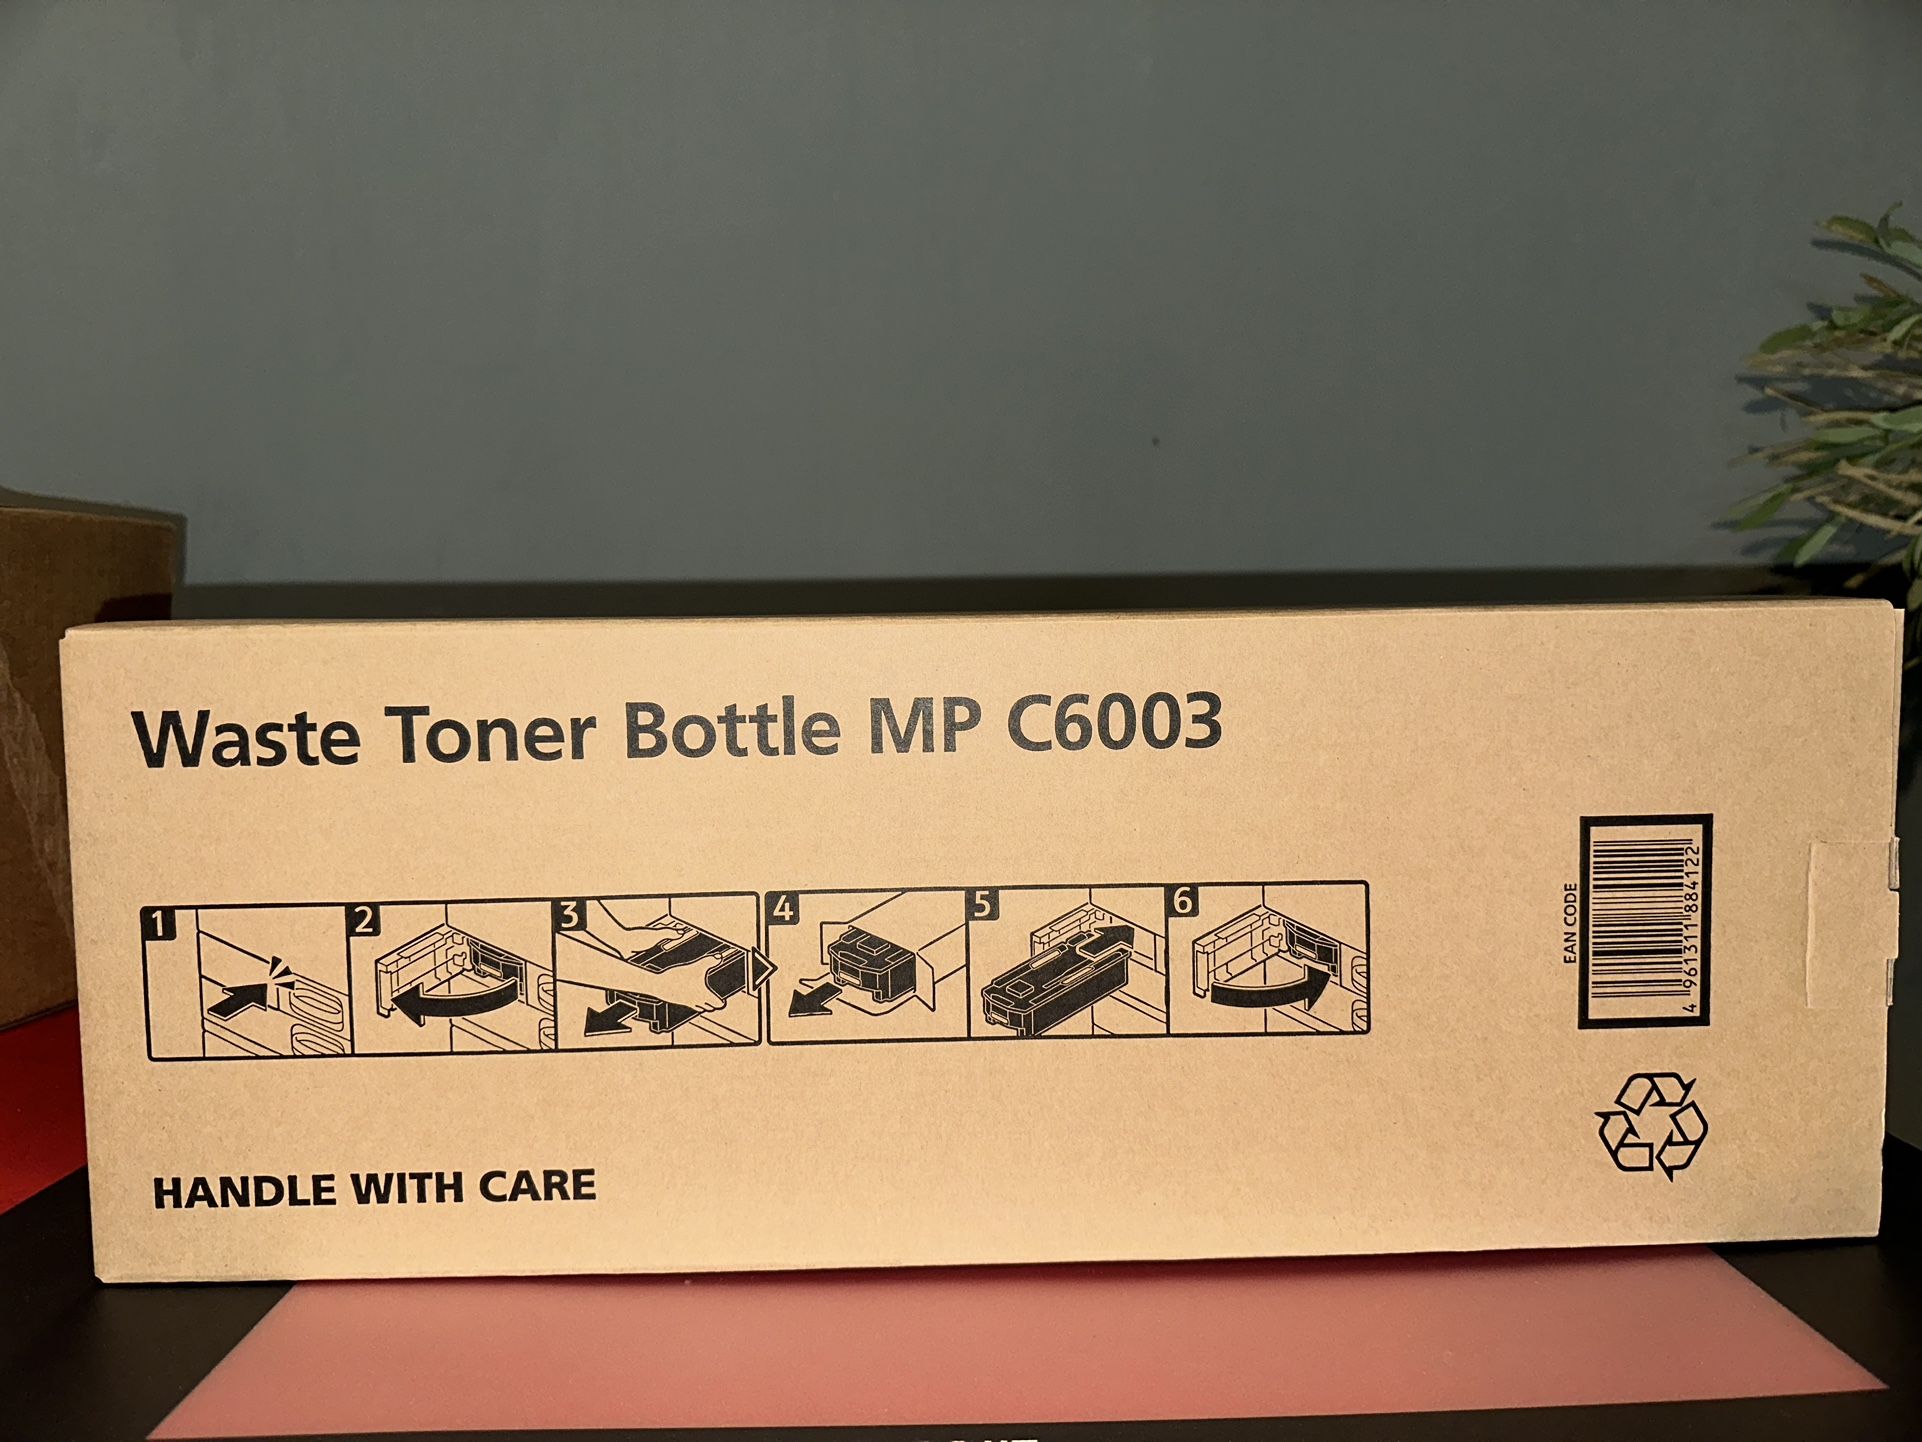 Waste Toner Bottle MP C6003
1
2
3
4
5
6
EAN CODE
4 961311 884122
HANDLE WITH CARE